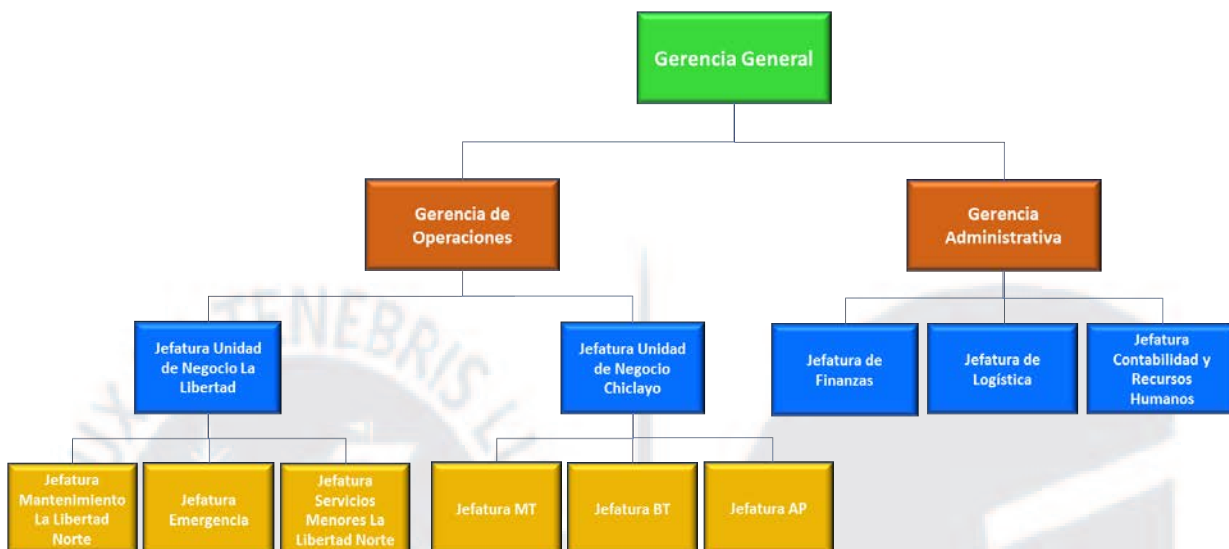 Gerencia General
Gerencia de
Operaciones
Gerencia
Administrativa
Jefatura Unidad
de Negocio La
Libertad
Jefatura Unidad
de Negocio
Chiclayo
Jefatura de
Finanzas
Jefatura de
Logística
Jefatura
Contabilidad y
Recursos
Humanos
Jefatura
Mantenimiento
La Libertad
Norte
Jefatura
Emergencia
Jefatura
Servicios
Menores La
Libertad Norte
Jefatura MT
Jefatura BT
Jefatura AP
TENEBRIS